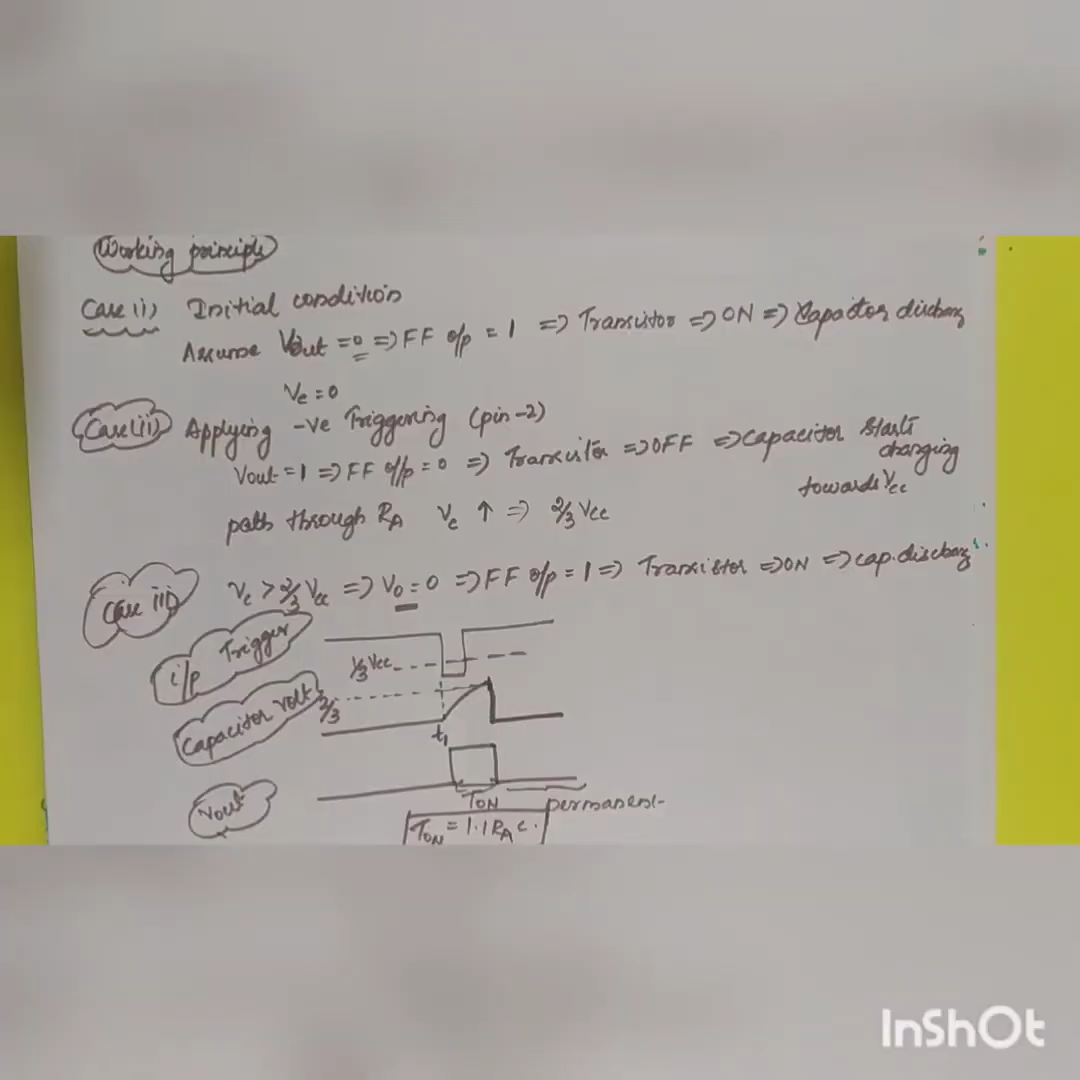 Working principle
Case (i) Initial condition
Assume Vout = 0 => FF o/p = 1 => Transistor => ON => Capacitor discharg
Vc = 0
Case (ii) Applying -ve Triggering (pin-2)
Vout = 1 => FF o/p = 0 => Transistor => OFF => Capacitor starts
charging
towards Vcc
path through RA Vc ↑ => 2/3 Vcc
Case iii) Vc > 2/3 Vcc => V0 = 0 => FF o/p = 1 => Transistor => ON => cap. discharg
i/p Trigger
1/3 Vcc
Capacitor volt
2/3
t1
Vout
TON permanent
TON = 1.1 RA C.
InShOt